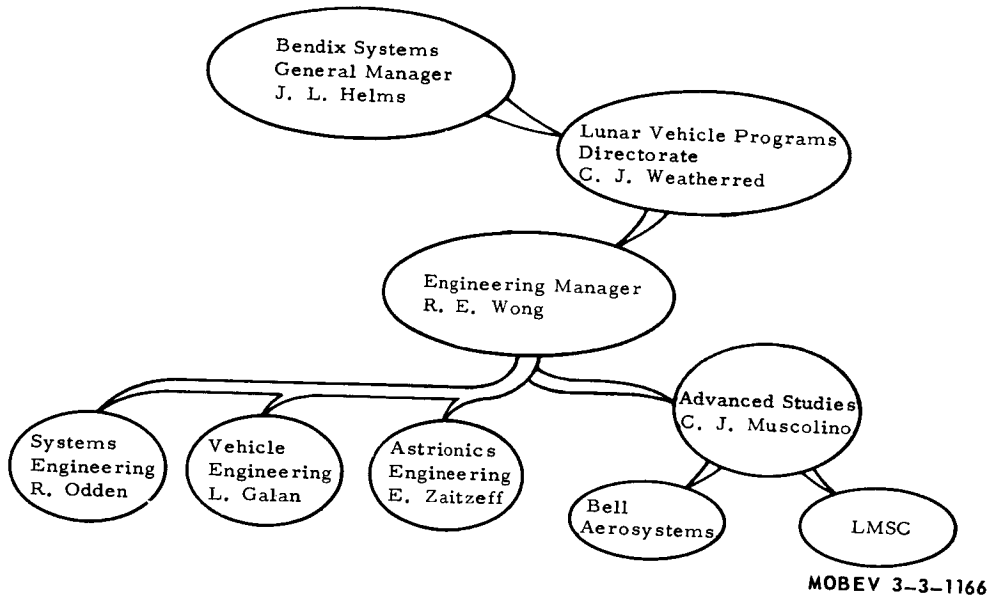 Bendix Systems
General Manager
J. L. Helms
Lunar Vehicle Programs
Directorate
C. J. Weatherred
Engineering Manager
R. E. Wong
Systems
Engineering
R. Odden
Vehicle
Engineering
L. Galan
Astrionics
Engineering
E. Zaitzeff
Advanced Studies
C. J. Muscolino
Bell
Aerosystems
LMSC
MOBEV 3-3-1166